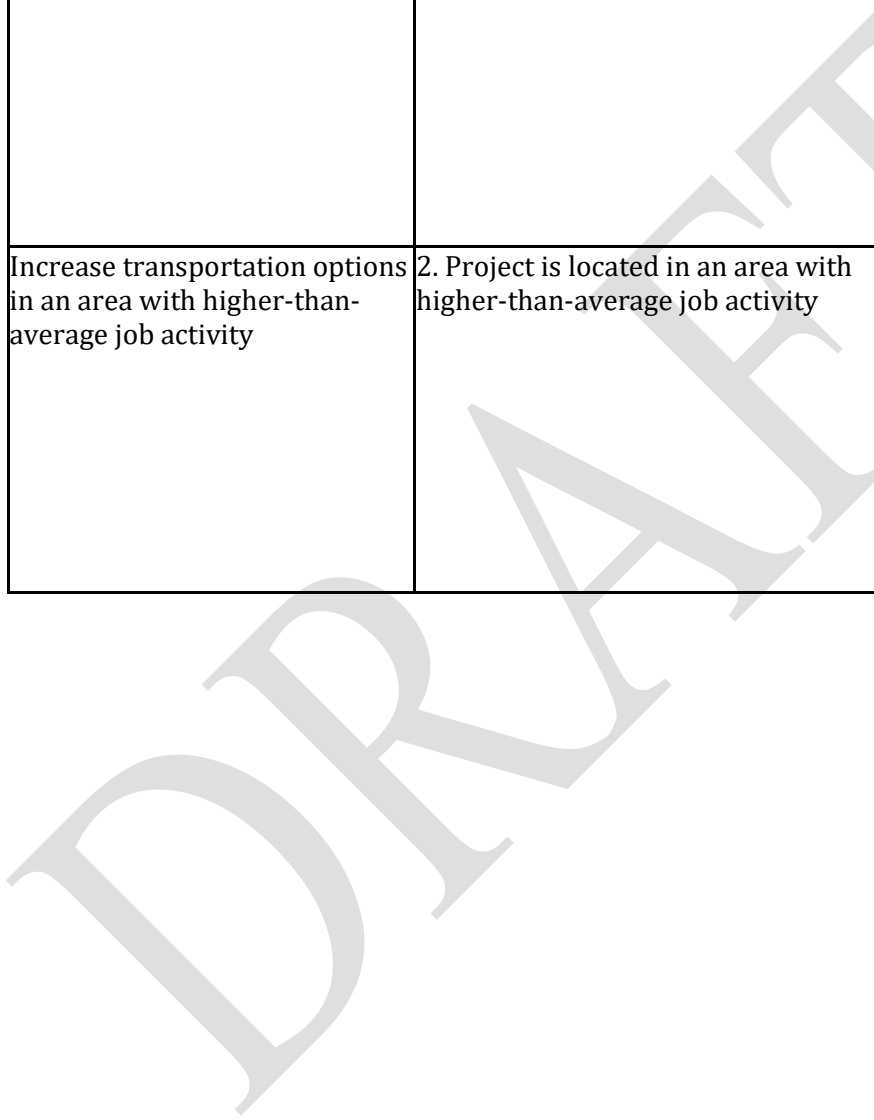 Increase transportation options
in an area with higher-than-
average job activity
2. Project is located in an area with
higher-than-average job activity
DRAFT